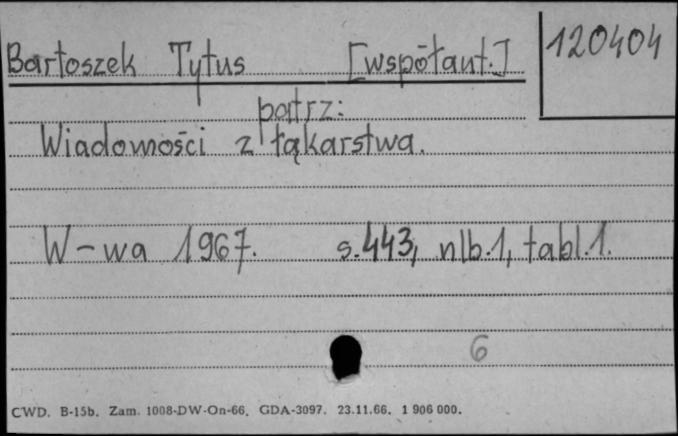 Bartoszek Tytus [współaut.] 120404
patrz:
Wiadomości z łąkarstwa.
W-wa 1967. s. 443, nlb. 1, tabl. 1.
6
CWD. B-15b. Zam. 1008-DW-On-66. GDA-3097. 23.11.66. 1 906 000.